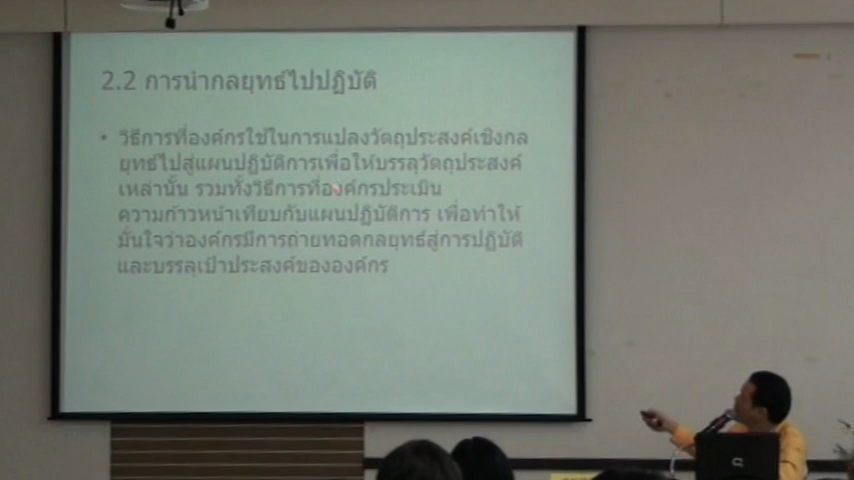 2.2 การนำกลยุทธ์ไปปฏิบัติ
• วิธีการที่องค์กรใช้ในการแปลงวัตถุประสงค์เชิงกล
ยุทธ์ไปสู่แผนปฏิบัติการเพื่อให้บรรลุวัตถุประสงค์
เหล่านั้น รวมทั้งวิธีการที่องค์กรประเมิน
ความก้าวหน้าเทียบกับแผนปฏิบัติการ เพื่อทำให้
มั่นใจว่าองค์กรมีการถ่ายทอดกลยุทธ์สู่การปฏิบัติ
และบรรลุเป้าประสงค์ขององค์กร